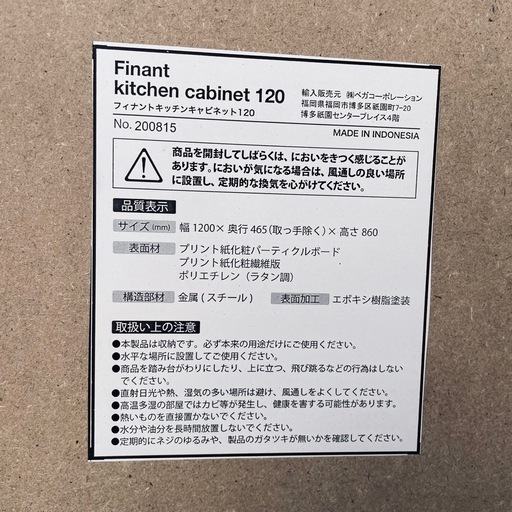 Finant
kitchen cabinet 120
フィナントキッチンキャビネット120
輸入販売元 ㈱ベガコーポレーション
福岡県福岡市博多区祇園町7-20
博多祇園センタープレイス4階
No. 200815
MADE IN INDONESIA
商品を開封してしばらくは、においをきつく感じることが
あります。においが気になる場合は、風通しの良い場所
に設置し、定期的な換気を心がけてください。
品質表示
サイズ(mm) 幅 1200× 奥行 465(取っ手除く)× 高さ 860
表面材 プリント紙化粧パーティクルボード
プリント紙化粧繊維版
ポリエチレン(ラタン調)
構造部材 金属(スチール) 表面加工 エポキシ樹脂塗装
取扱い上の注意
●本製品は収納です。必ず本来の用途だけにご使用ください。
●水平な場所に設置してご使用ください。
●商品を踏み台がわりにしたり、上に立つ、飛び跳るなどの行為はしない
でください。
●直射日光や熱、湿気の多い場所は避け、風通しをよくしてください。
●高温多湿の部屋ではカビ等が発生し、健康を害する可能性があります。
●熱いものを直接置かないでください。
●水分や油分を長時間放置しないでください。
●定期的にネジのゆるみや、製品のガタツキが無いかを確認してください。